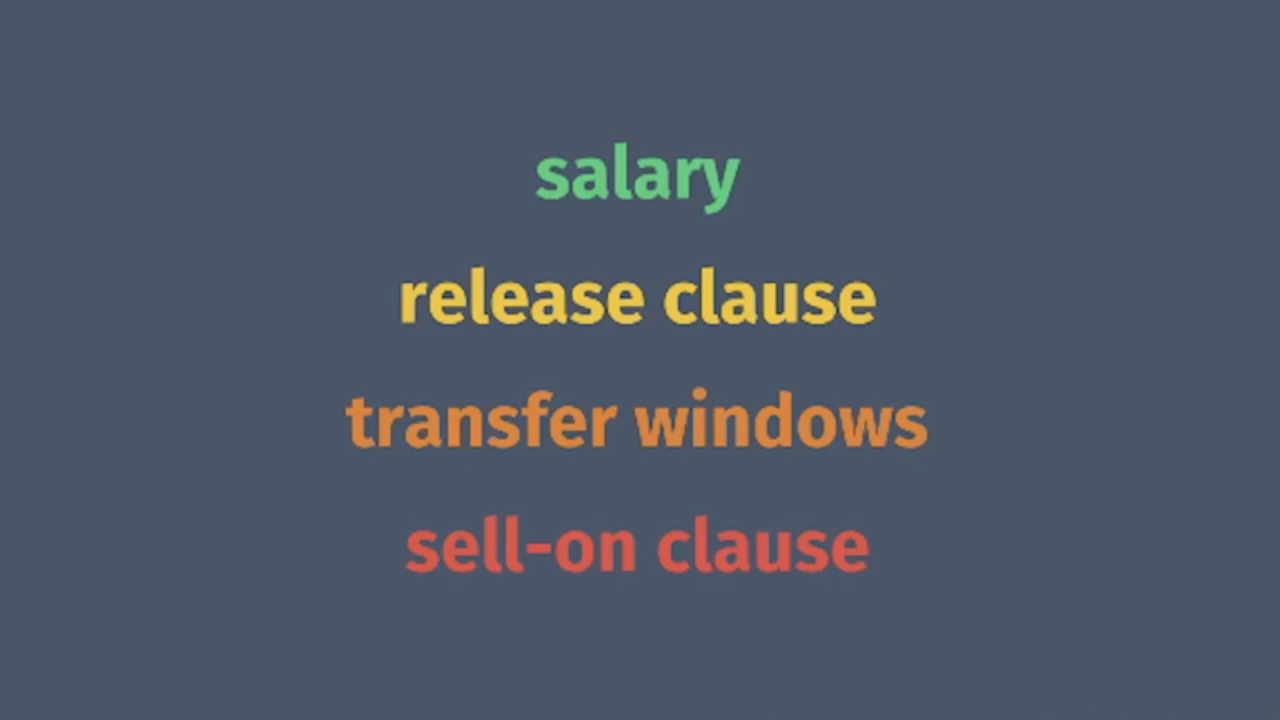 salary
release clause
transfer windows
sell-on clause